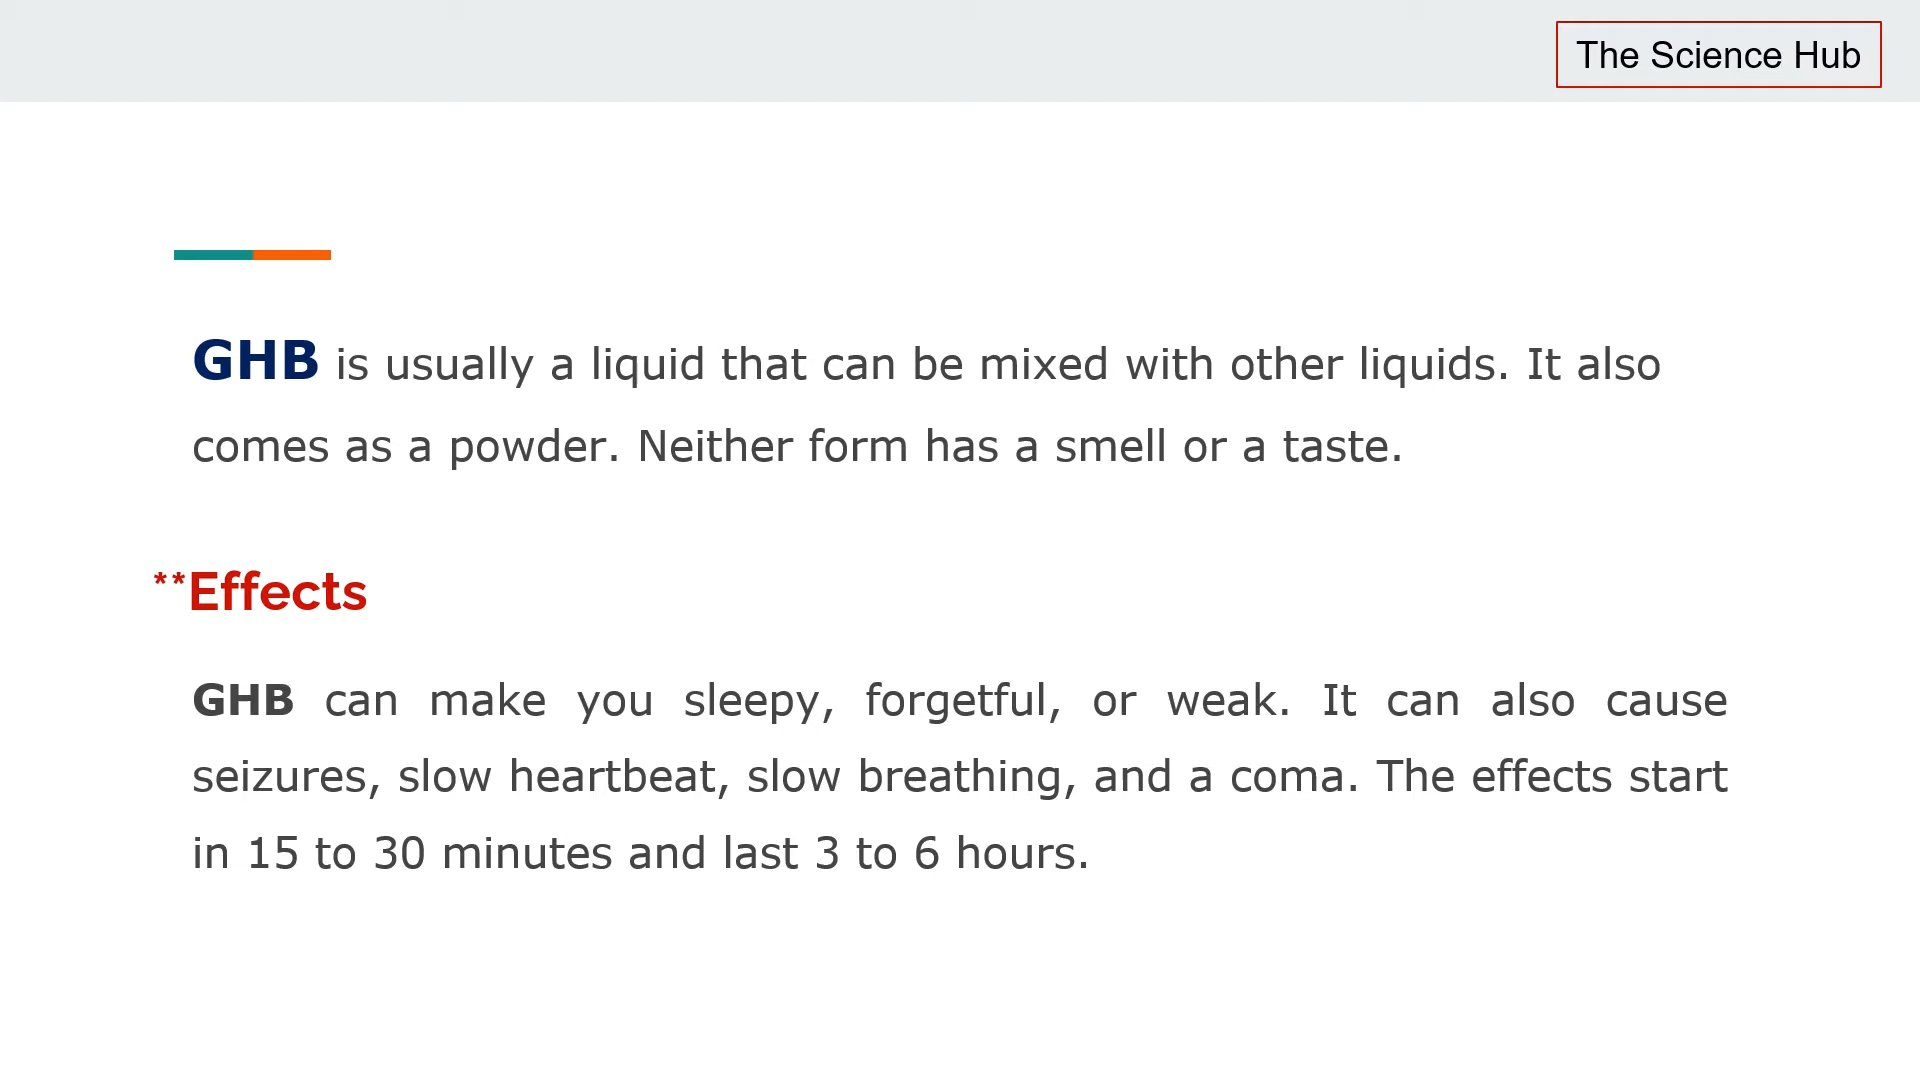 The Science Hub
GHB is usually a liquid that can be mixed with other liquids. It also
comes as a powder. Neither form has a smell or a taste.
**Effects
GHB can make you sleepy, forgetful, or weak. It can also cause
seizures, slow heartbeat, slow breathing, and a coma. The effects start
in 15 to 30 minutes and last 3 to 6 hours.